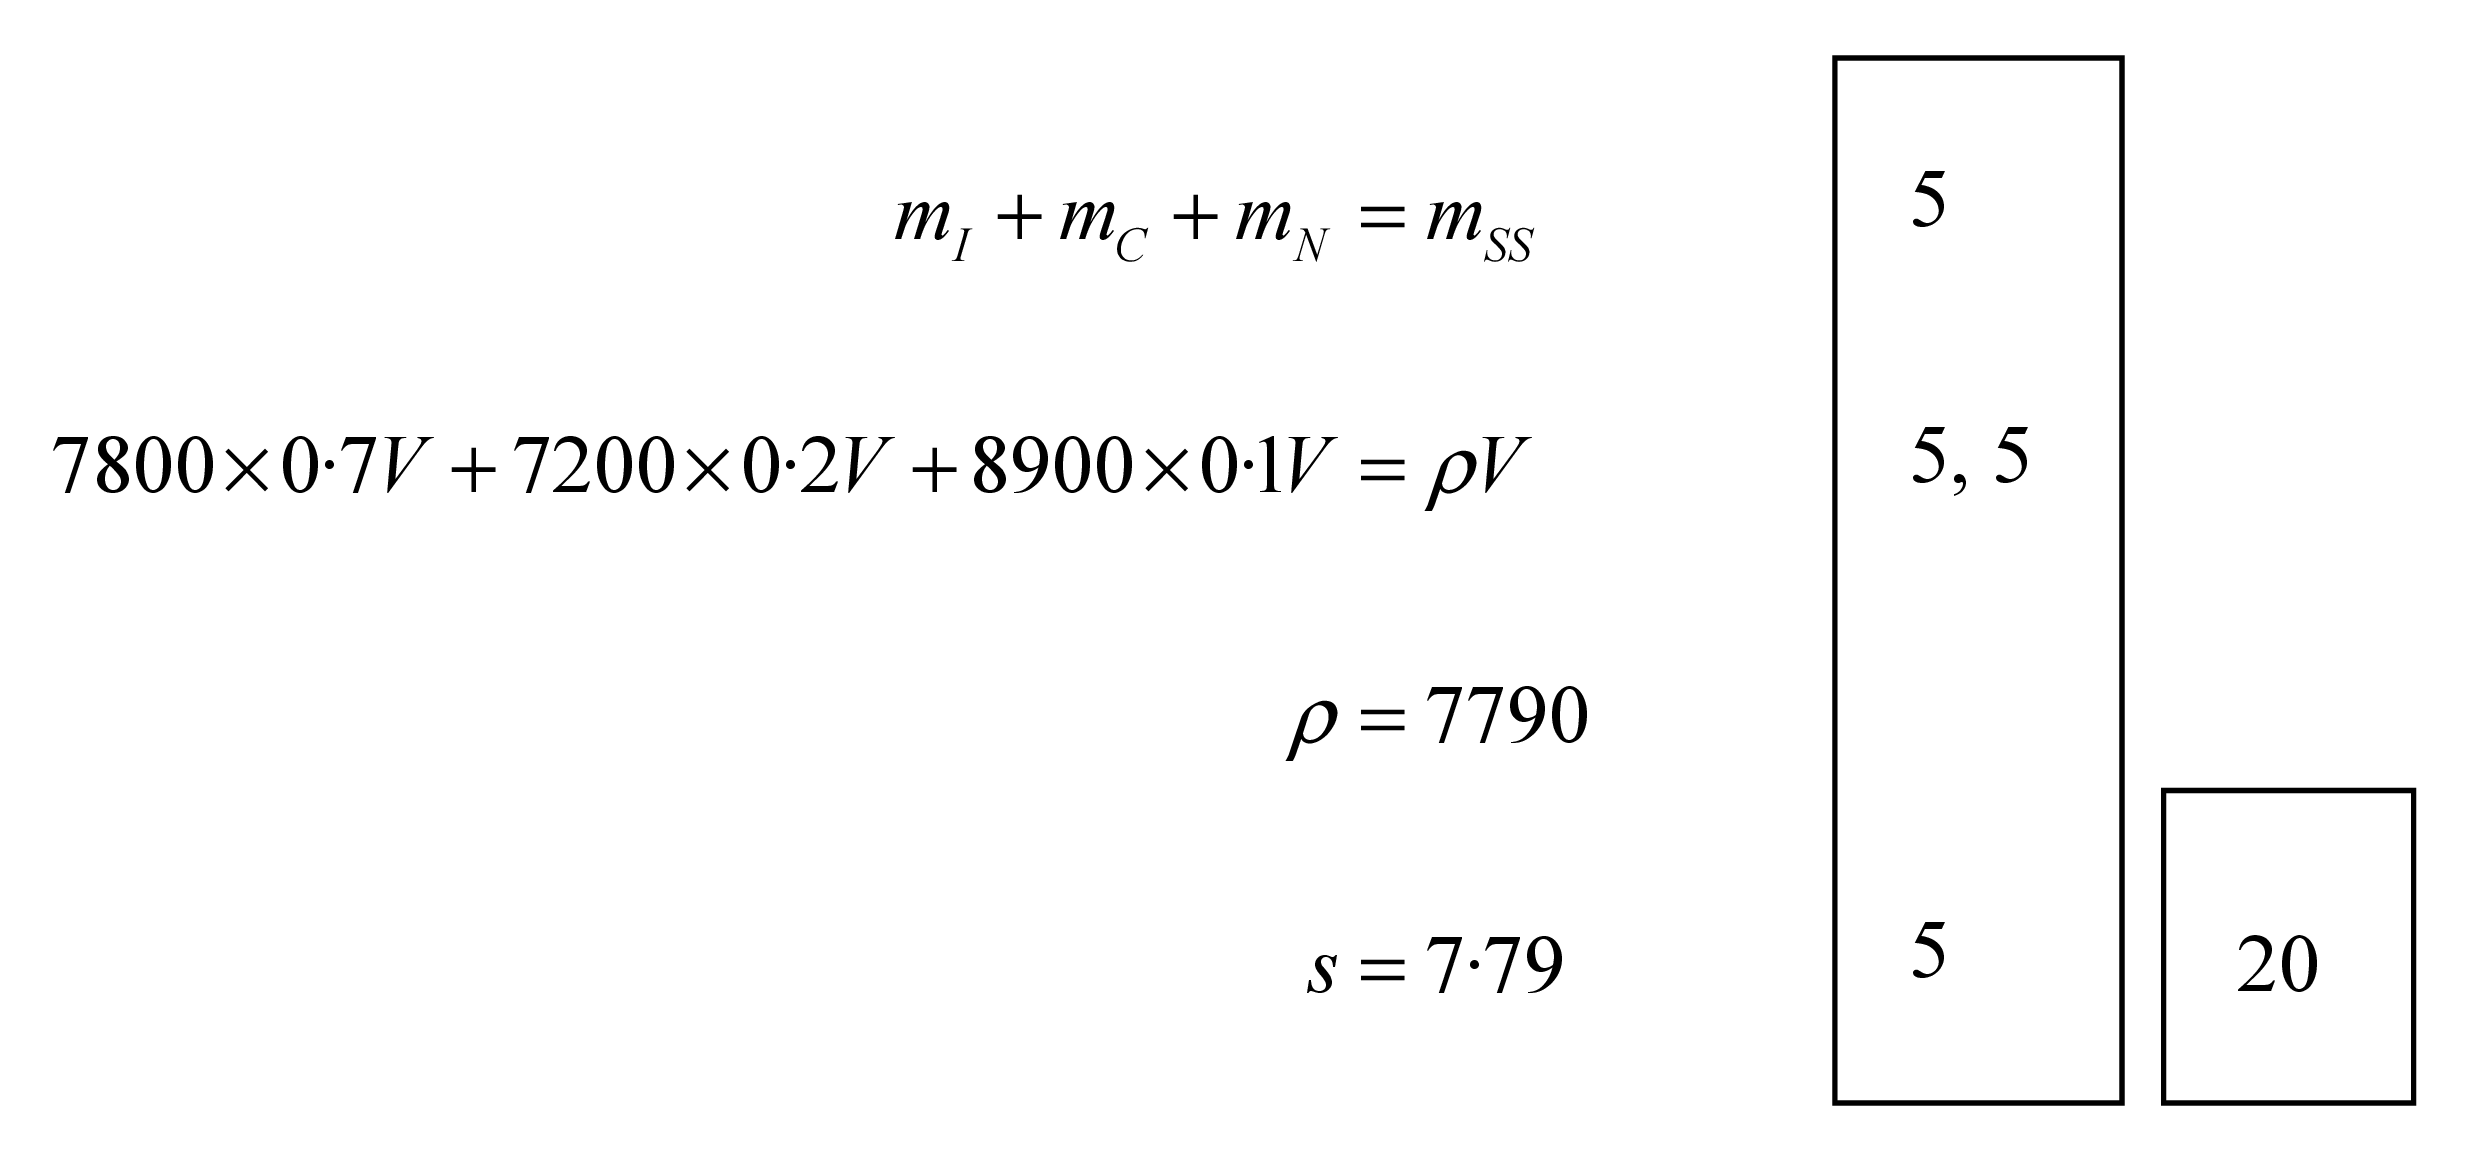 m_I + m_C + m_N = m_SS 5
7800×0·7V + 7200×0·2V + 8900×0·1V = ρV 5, 5
ρ = 7790
s = 7·79 5 20